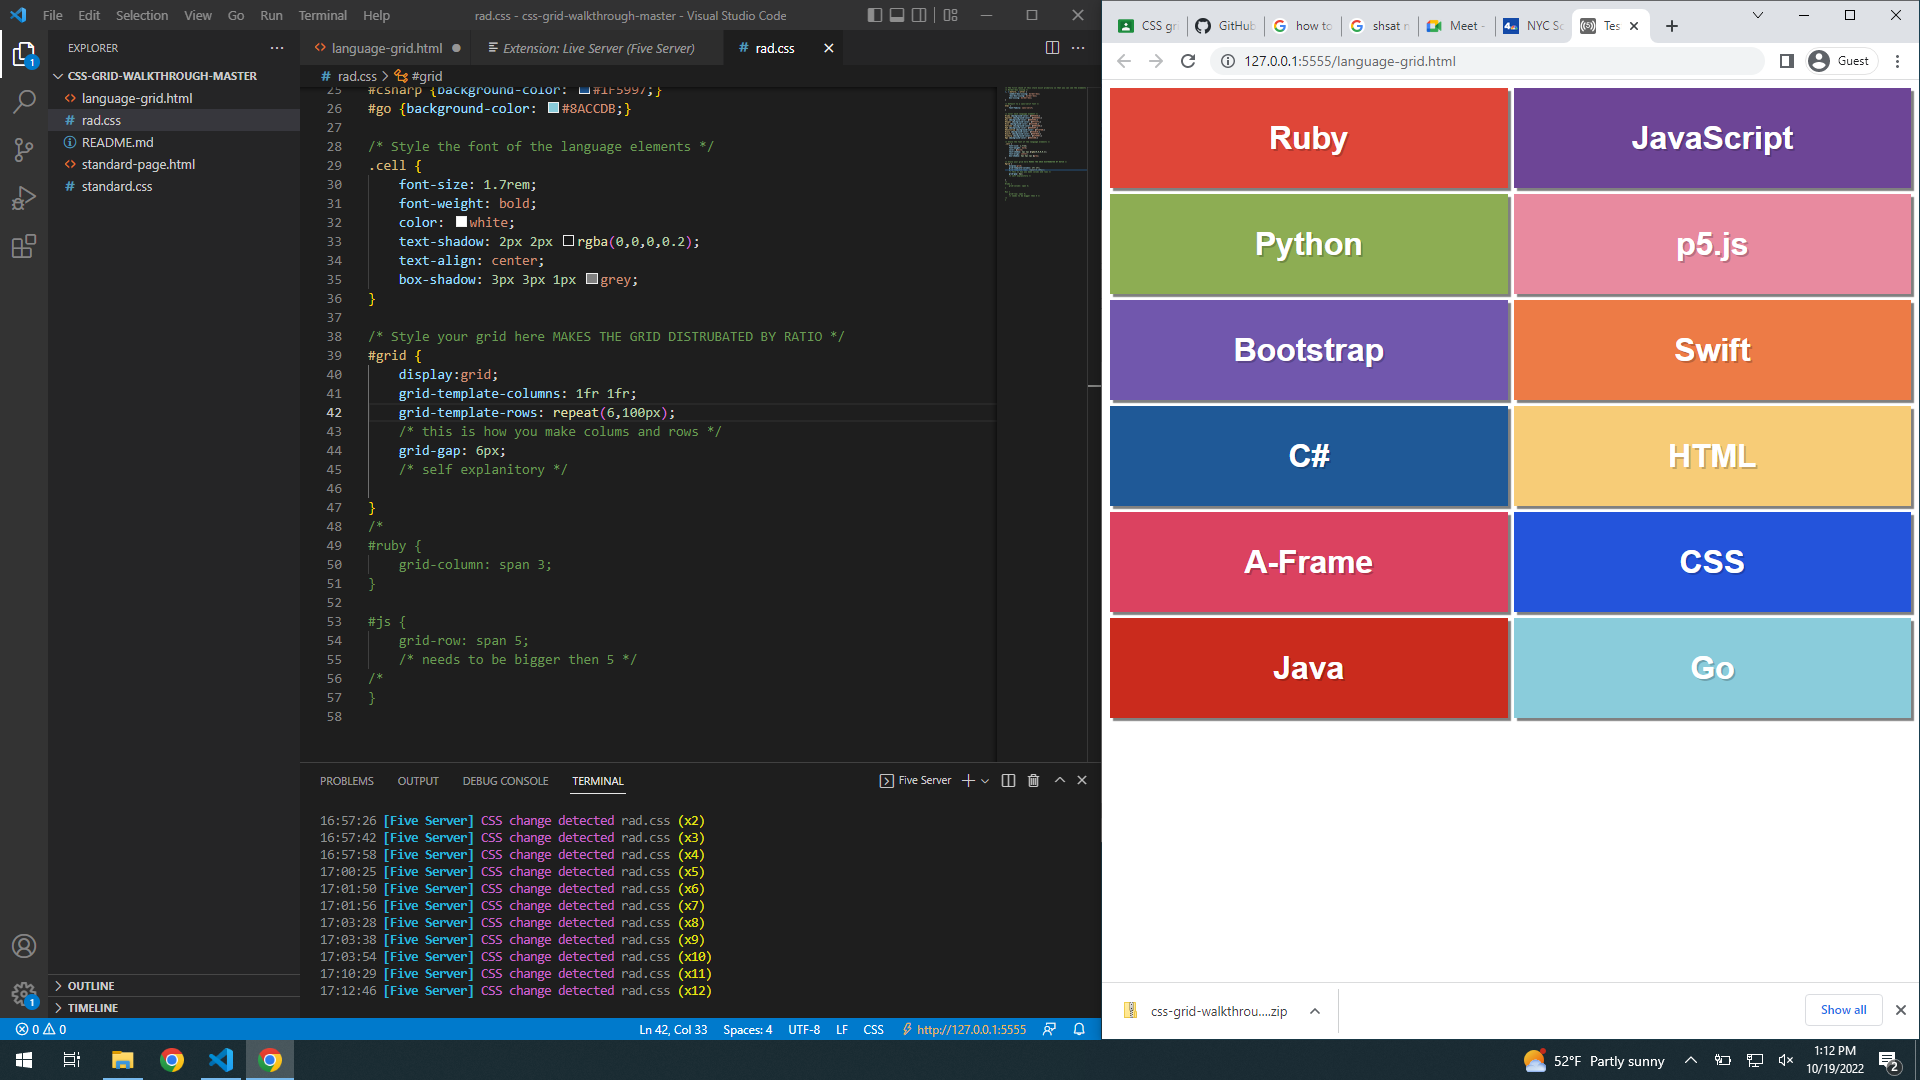 File Edit Selection View Go Run Terminal Help
rad.css - css-grid-walkthrough-master - Visual Studio Code
EXPLORER
CSS-GRID-WALKTHROUGH-MASTER
language-grid.html
rad.css
README.md
standard-page.html
standard.css
OUTLINE
TIMELINE
language-grid.html
Extension: Live Server (Five Server)
rad.css
rad.css > #grid
25 #csharp {background-color: #1F5997;}
26 #go {background-color: #8ACCDB;}
27
28 /* Style the font of the language elements */
29 .cell {
30 font-size: 1.7rem;
31 font-weight: bold;
32 color: white;
33 text-shadow: 2px 2px rgba(0,0,0,0.2);
34 text-align: center;
35 box-shadow: 3px 3px 1px grey;
36 }
37
38 /* Style your grid here MAKES THE GRID DISTRUBATED BY RATIO */
39 #grid {
40 display:grid;
41 grid-template-columns: 1fr 1fr;
42 grid-template-rows: repeat(6,100px);
43 /* this is how you make colums and rows */
44 grid-gap: 6px;
45 /* self explanitory */
46
47 }
48 /*
49 #ruby {
50 grid-column: span 3;
51 }
52
53 #js {
54 grid-row: span 5;
55 /* needs to be bigger then 5 */
56 /*
57 }
58
PROBLEMS OUTPUT DEBUG CONSOLE TERMINAL
Five Server
16:57:26 [Five Server] CSS change detected rad.css (x2)
16:57:42 [Five Server] CSS change detected rad.css (x3)
16:57:58 [Five Server] CSS change detected rad.css (x4)
17:00:25 [Five Server] CSS change detected rad.css (x5)
17:01:50 [Five Server] CSS change detected rad.css (x6)
17:01:56 [Five Server] CSS change detected rad.css (x7)
17:03:28 [Five Server] CSS change detected rad.css (x8)
17:03:38 [Five Server] CSS change detected rad.css (x9)
17:03:54 [Five Server] CSS change detected rad.css (x10)
17:10:29 [Five Server] CSS change detected rad.css (x11)
17:12:46 [Five Server] CSS change detected rad.css (x12)
0 0
Ln 42, Col 33 Spaces: 4 UTF-8 LF CSS http://127.0.0.1:5555
CSS gr GitHub how to shsat n Meet - NYC Sc Tes
127.0.0.1:5555/language-grid.html
Guest
Ruby JavaScript
Python p5.js
Bootstrap Swift
C# HTML
A-Frame CSS
Java Go
css-grid-walkthrou....zip
Show all
52°F Partly sunny
1:12 PM
10/19/2022
2